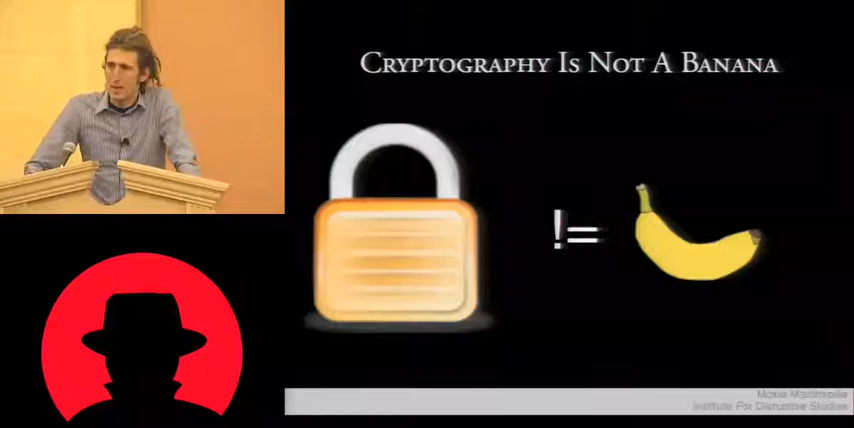 Cryptography Is Not A Banana
!=
Moxie Marlinspike
Institute For Disruptive Studies